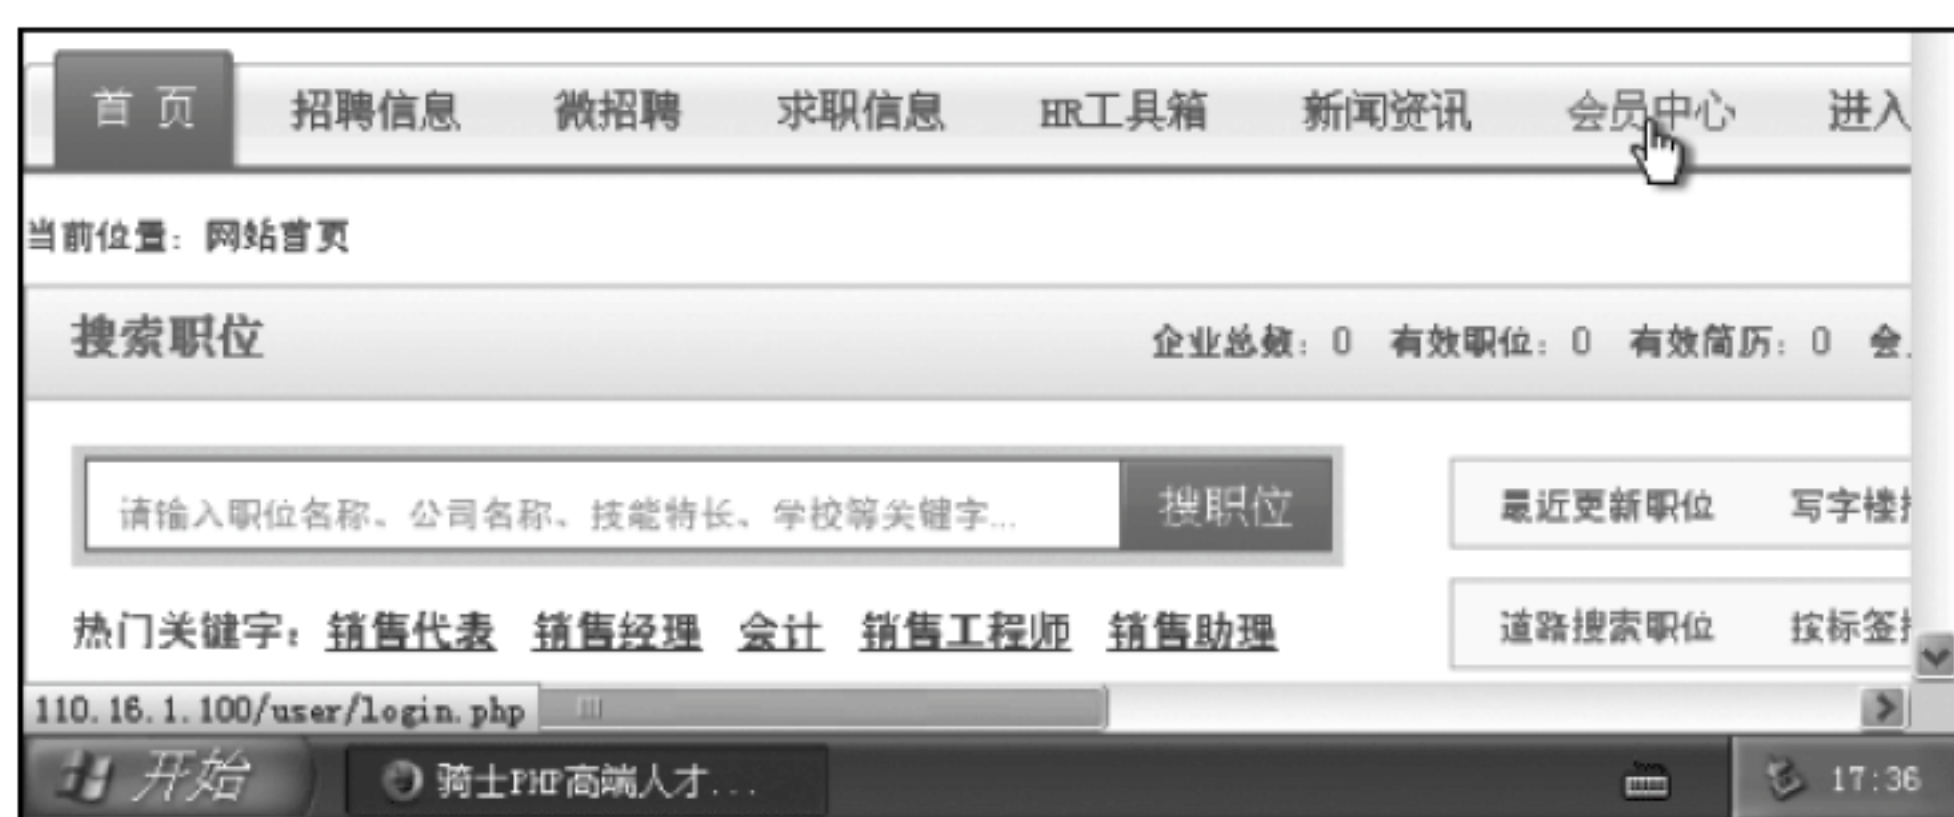 首 页 招聘信息 微招聘 求职信息 HR工具箱 新闻资讯 会员中心 进入
当前位置：网站首页
搜索职位 企业总数：0 有效职位：0 有效简历：0 会
请输入职位名称、公司名称、技能特长、学校等关键字... 搜职位 最近更新职位 写字楼
热门关键字：销售代表 销售经理 会计 销售工程师 销售助理 道路搜索职位 按标签
110.16.1.100/user/login.php
开始 骑士PHP高端人才... 17:36